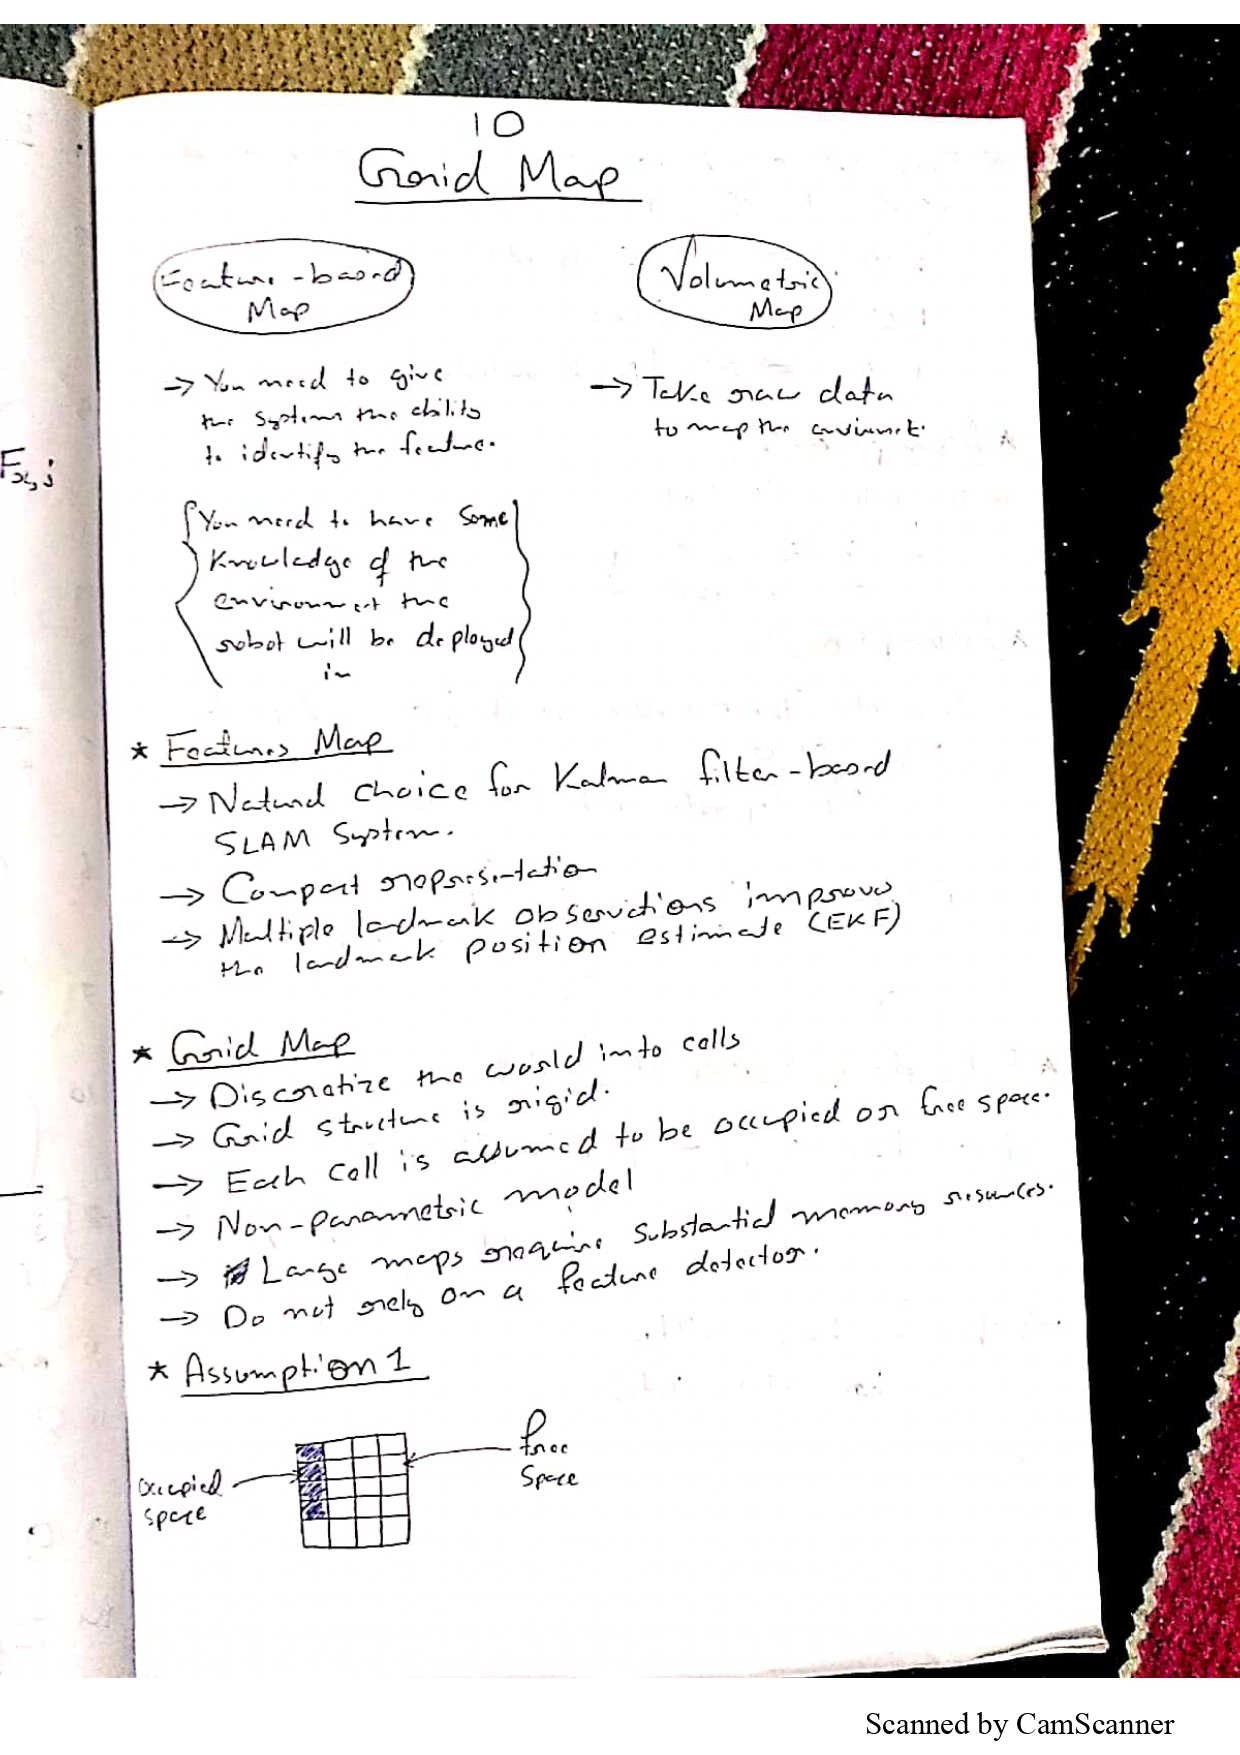 10
Grid Map
Feature-based
Map
Volumetric
Map
→ You need to give
the system the ability
to identify the feature.
→ Take raw data
to map the
Fx,j
{You need to have some}
Knowledge of the
environment the
robot will be deployed
in
* Features Map
→ Natural choice for Kalman filter-based
SLAM System.
→ Compact representation
→ Multiple landmark observations improve
the landmark position estimate (EKF)
* Grid Map
→ Discretize the world into cells
→ Grid structure is rigid.
→ Each cell is assumed to be occupied or free space.
→ Non-parametric model
→ Large maps require substantial memory resources.
→ Do not rely on a feature detector.
* Assumption 1
free
space
occupied
space
Scanned by CamScanner